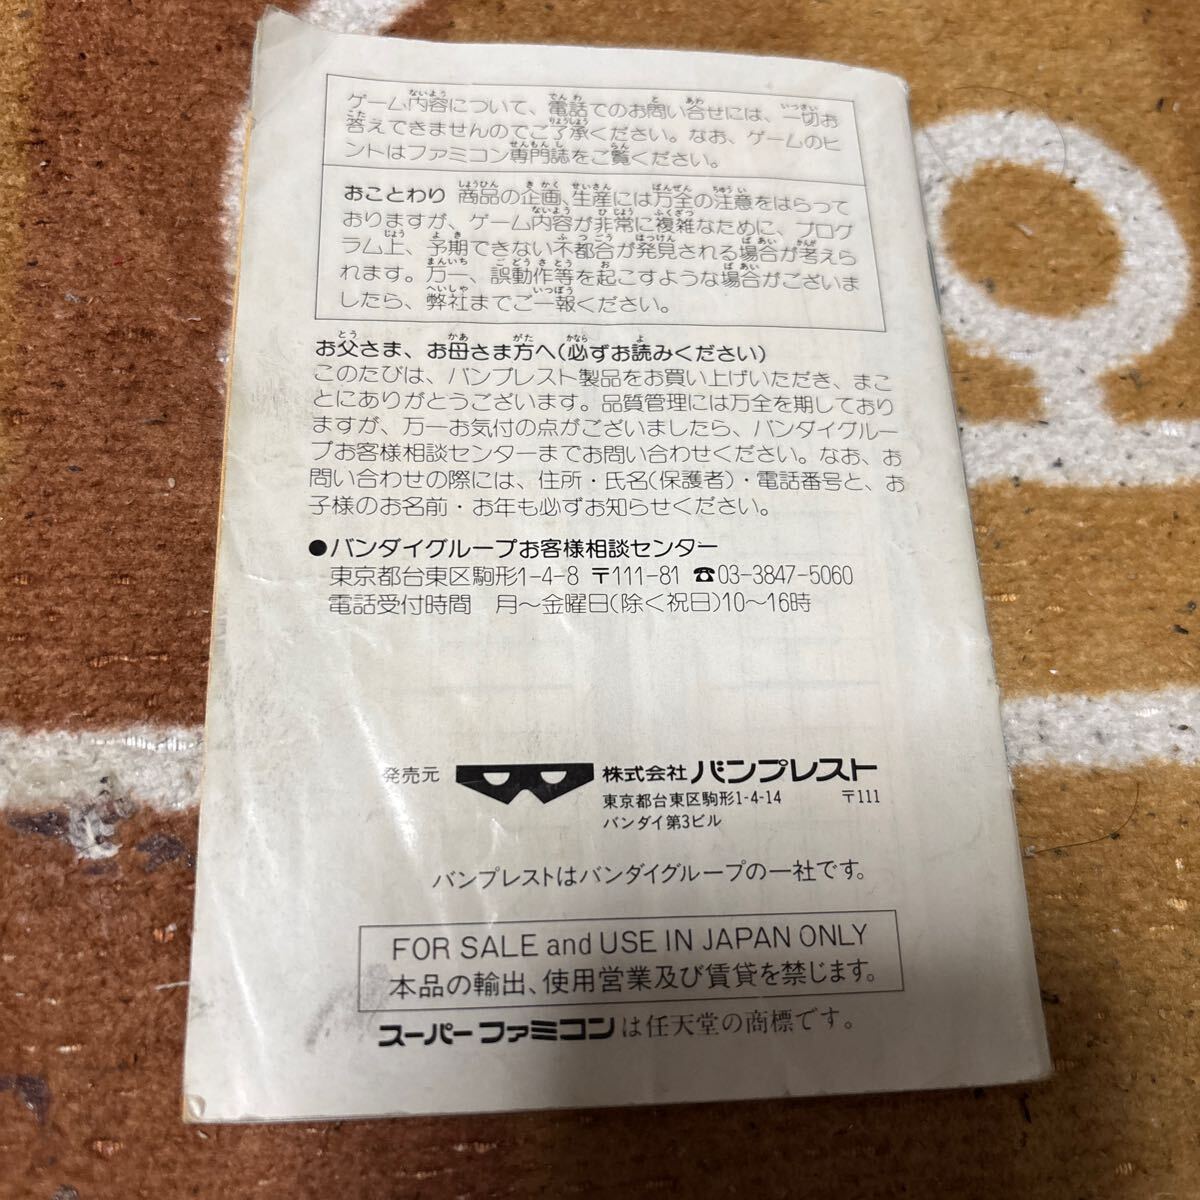 ゲーム内容について、電話でのお問い合せには、一切お
答えできませんのでご了承ください。なお、ゲームのヒ
ントはファミコン専門誌をご覧ください。
おことわり 商品の企画、生産には万全の注意をはらって
おりますが、ゲーム内容が非常に複雑なために、プログ
ラム上、予期できない不都合が発見される場合が考えら
れます。万一、誤動作等を起こすような場合がございま
したら、弊社までご一報ください。
お父さま、お母さま方へ(必ずお読みください)
このたびは、バンプレスト製品をお買い上げいただき、まこ
とにありがとうございます。品質管理には万全を期しており
ますが、万一お気付の点がございましたら、バンダイグルー
プお客様相談センターまでお問い合わせください。なお、お
問い合わせの際には、住所・氏名(保護者)・電話番号と、お
子様のお名前・お年も必ずお知らせください。
●バンダイグループお客様相談センター
東京都台東区駒形1-4-8 〒111-81 ☎03-3847-5060
電話受付時間 月〜金曜日(除く祝日)10〜16時
発売元 株式会社 バンプレスト
東京都台東区駒形1-4-14 〒111
バンダイ第3ビル
バンプレストはバンダイグループの一社です。
FOR SALE and USE IN JAPAN ONLY
本品の輸出、使用営業及び賃貸を禁じます。
スーパーファミコンは任天堂の商標です。